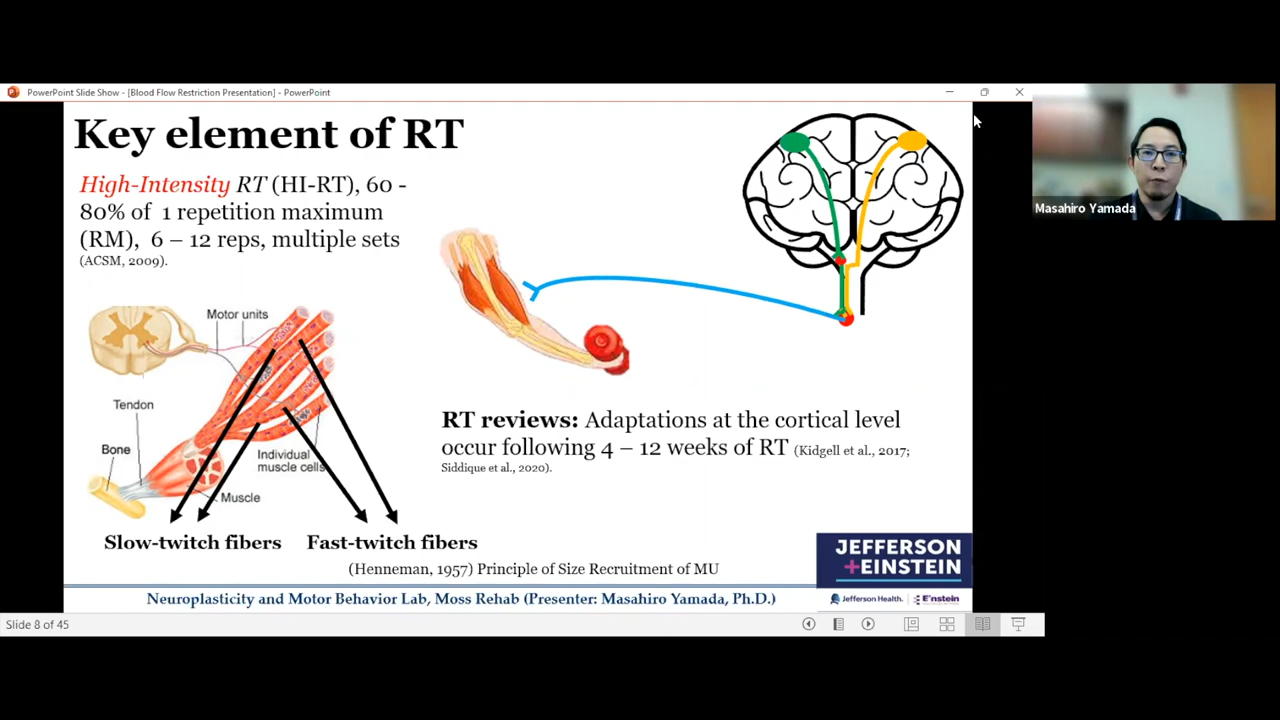 PowerPoint Slide Show - [Blood Flow Restriction Presentation] - PowerPoint
Key element of RT
High-Intensity RT (HI-RT), 60 -
80% of 1 repetition maximum
(RM), 6 – 12 reps, multiple sets
(ACSM, 2009).
Masahiro Yamada
Motor units
Tendon
Bone
Individual
muscle cells
Muscle
Slow-twitch fibers
Fast-twitch fibers
RT reviews: Adaptations at the cortical level
occur following 4 – 12 weeks of RT (Kidgell et al., 2017;
Siddique et al., 2020).
(Henneman, 1957) Principle of Size Recruitment of MU
JEFFERSON
+EINSTEIN
Neuroplasticity and Motor Behavior Lab, Moss Rehab (Presenter: Masahiro Yamada, Ph.D.)
Jefferson Health.
Einstein
Slide 8 of 45